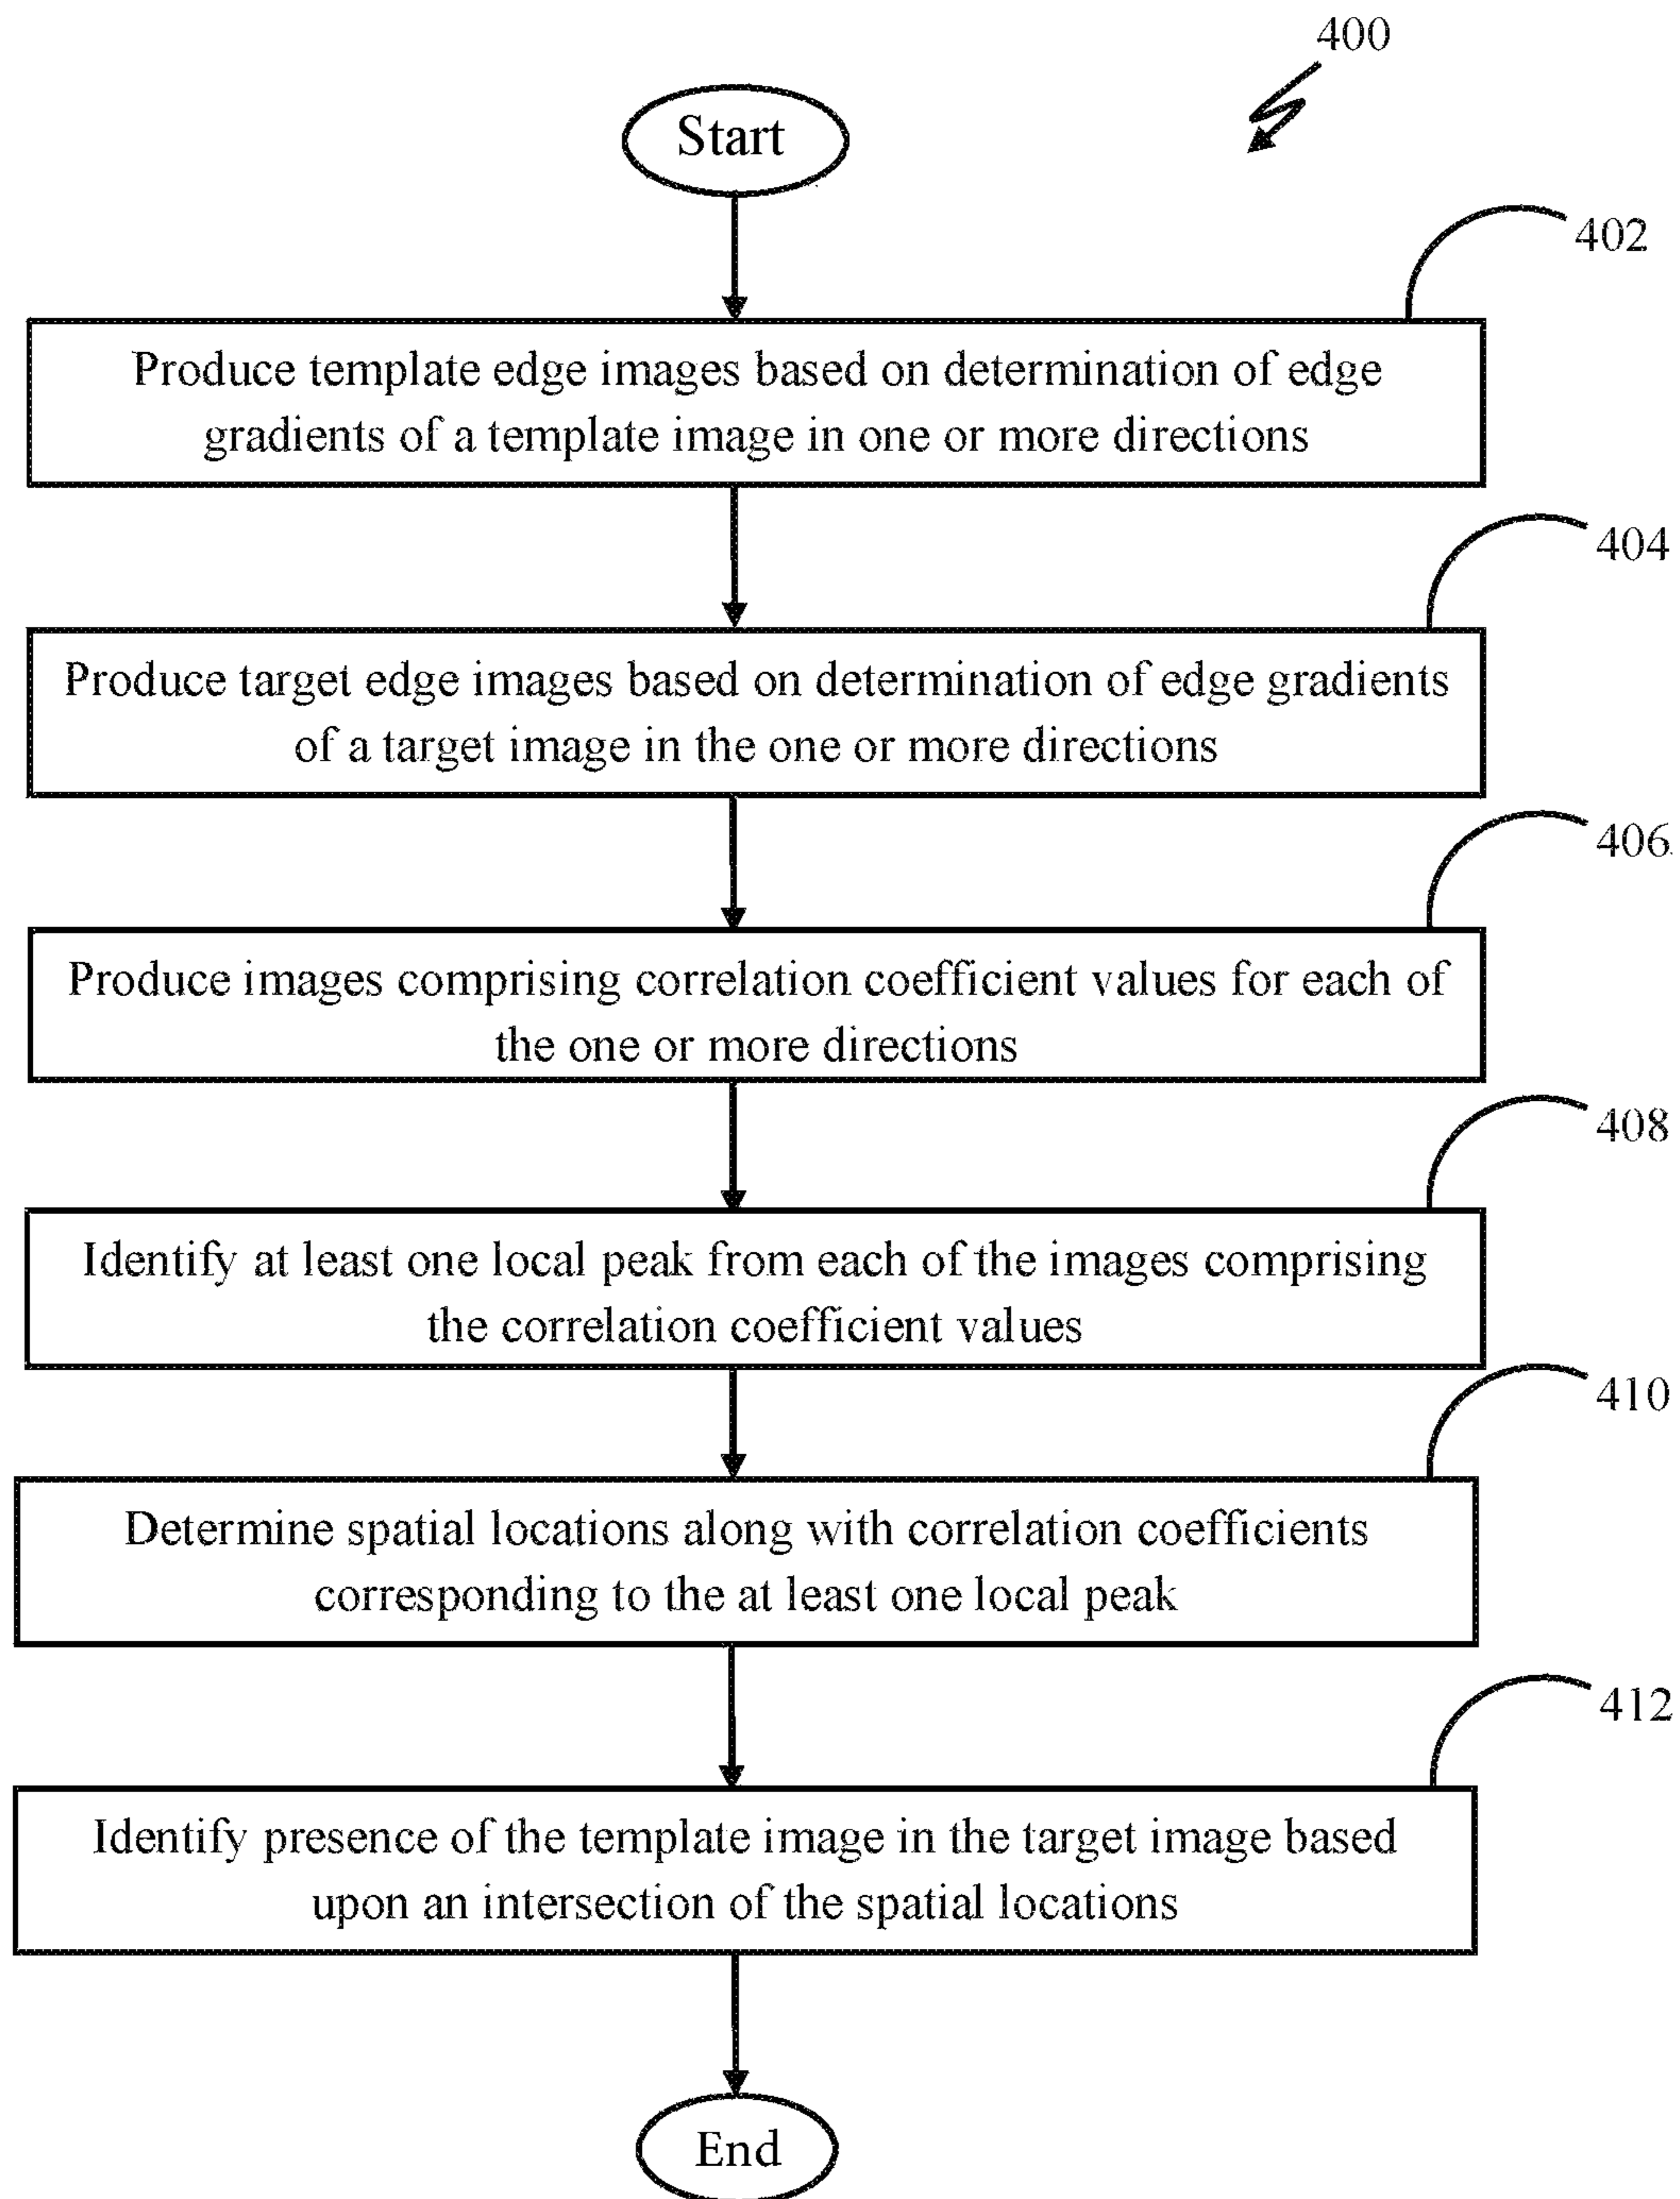 400
Start
402
Produce template edge images based on determination of edge
gradients of a template image in one or more directions
404
Produce target edge images based on determination of edge gradients
of a target image in the one or more directions
406
Produce images comprising correlation coefficient values for each of
the one or more directions
408
Identify at least one local peak from each of the images comprising
the correlation coefficient values
410
Determine spatial locations along with correlation coefficients
corresponding to the at least one local peak
412
Identify presence of the template image in the target image based
upon an intersection of the spatial locations
End